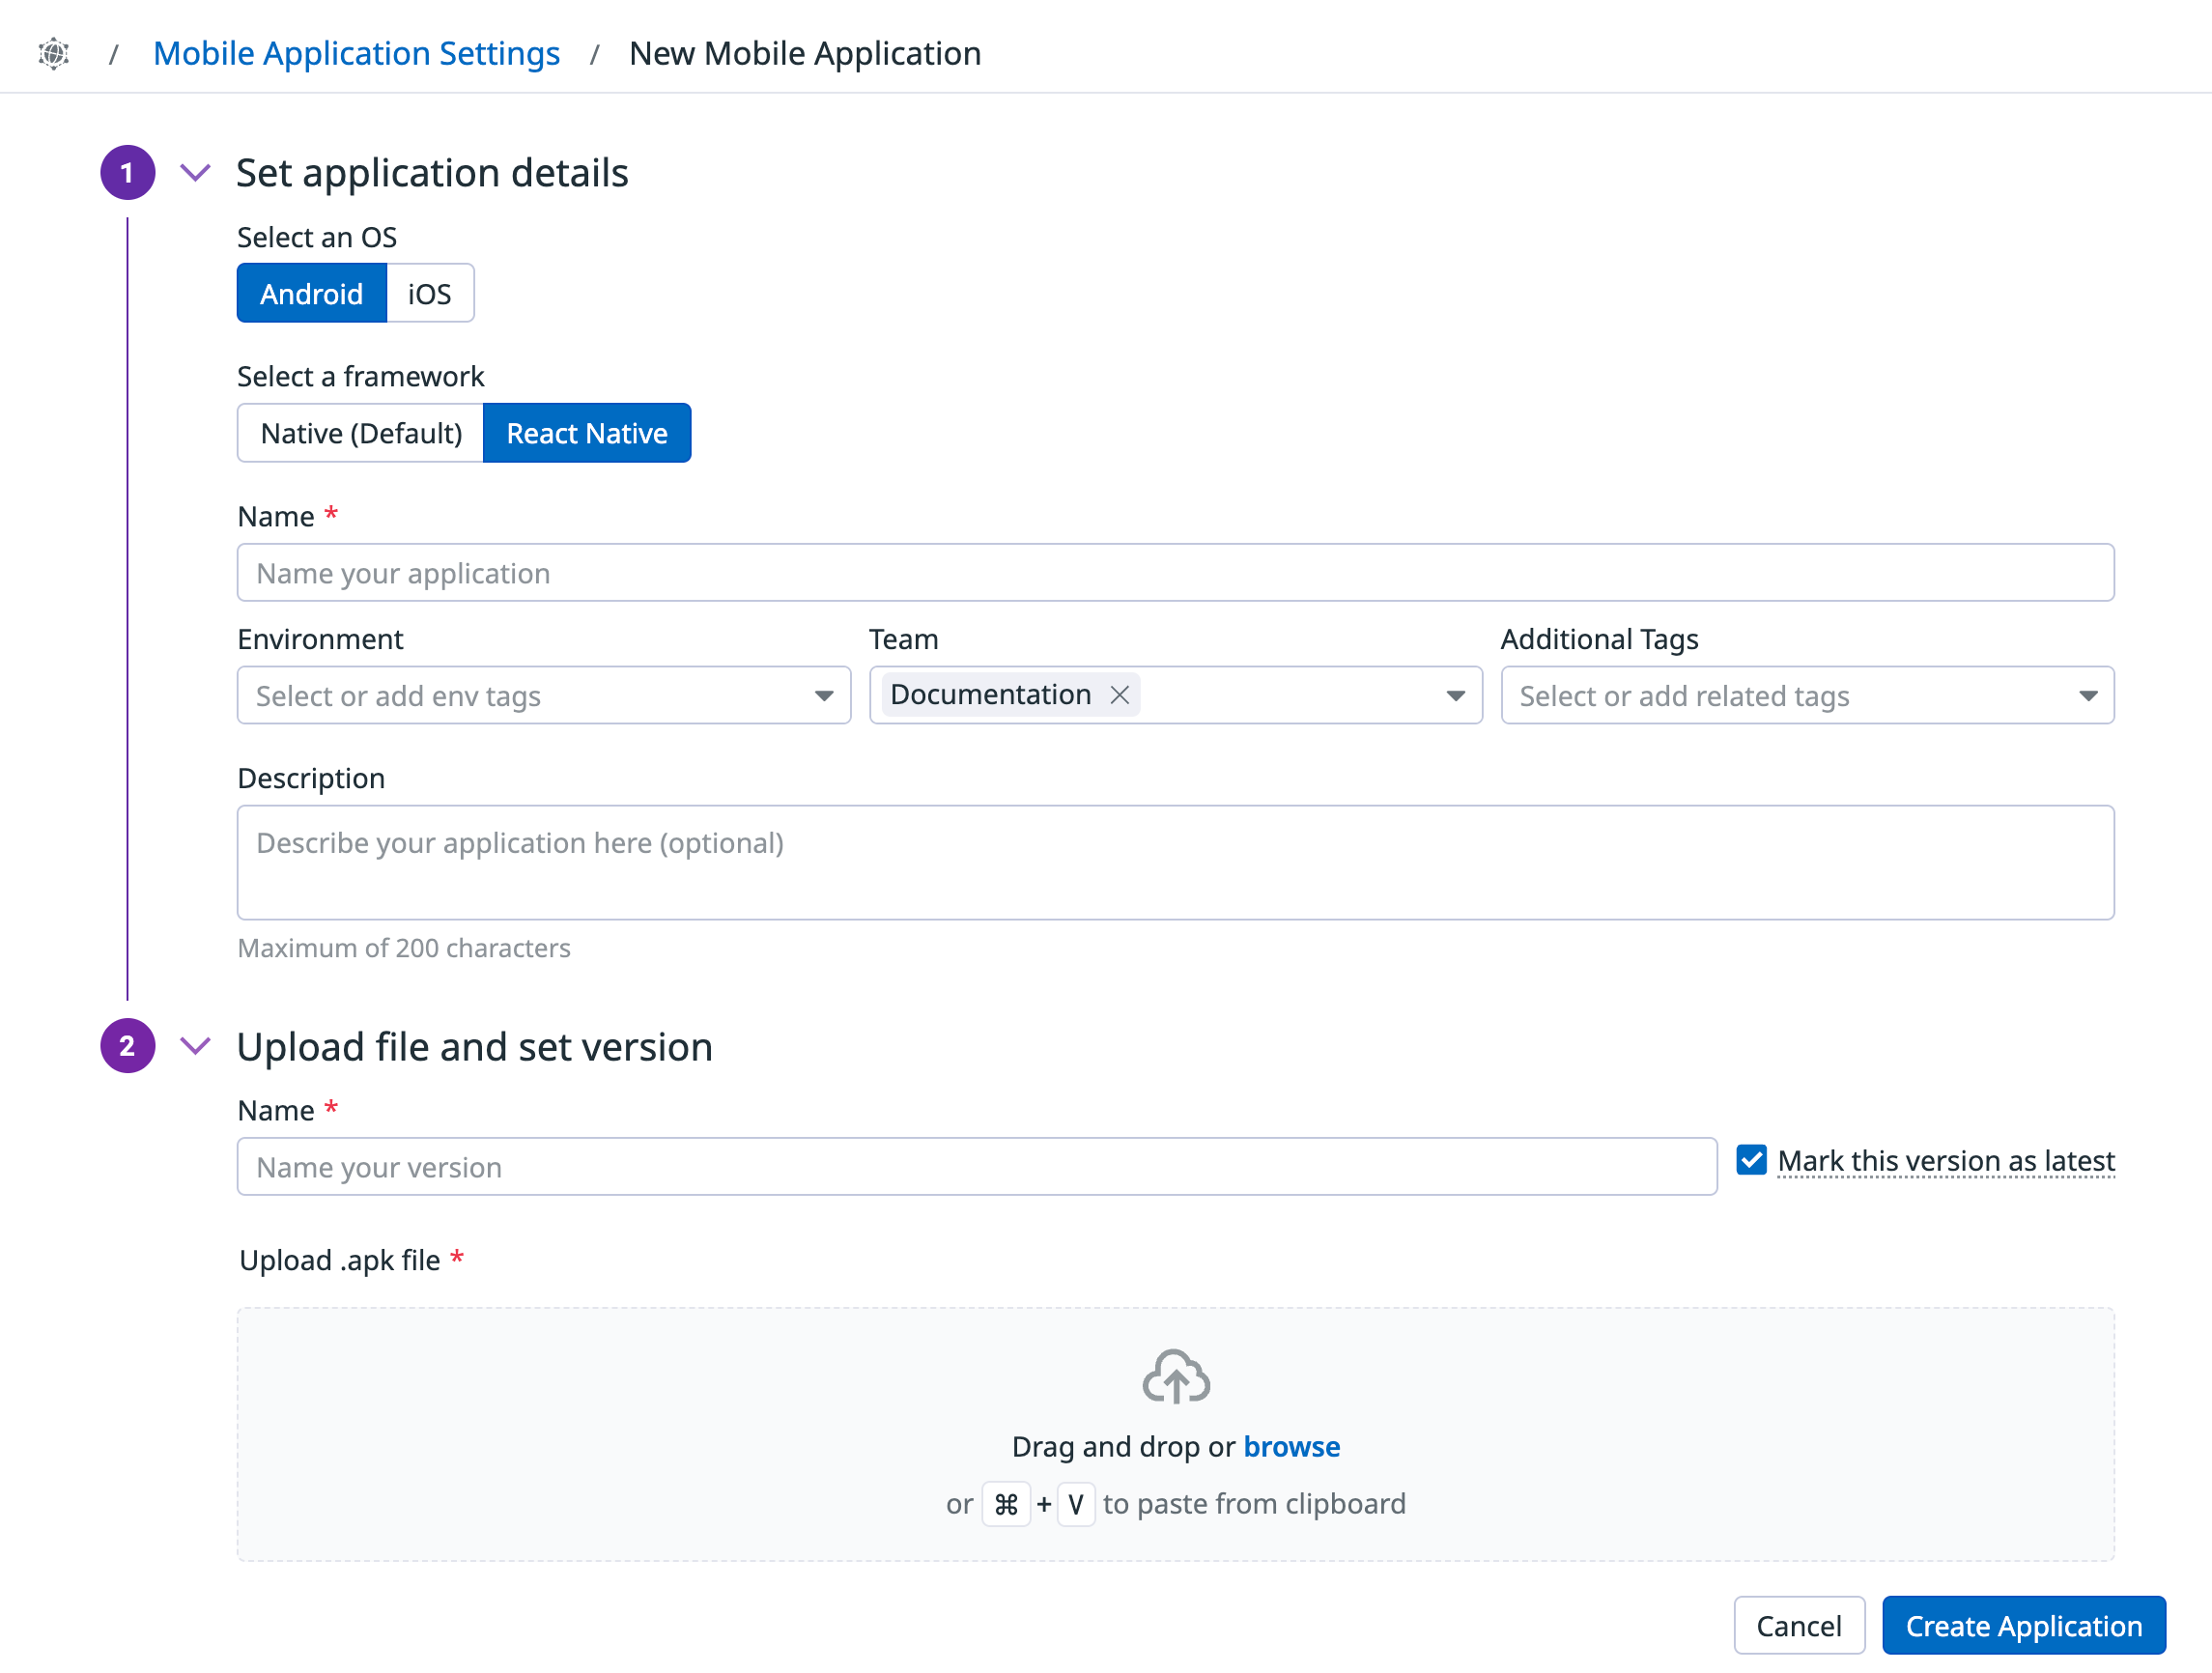 / Mobile Application Settings / New Mobile Application
1 Set application details
Select an OS
Android iOS
Select a framework
Native (Default) React Native
Name *
Name your application
Environment Team Additional Tags
Select or add env tags Documentation Select or add related tags
Description
Describe your application here (optional)
Maximum of 200 characters
2 Upload file and set version
Name *
Name your version Mark this version as latest
Upload .apk file *
Drag and drop or browse
or ⌘ + V to paste from clipboard
Cancel Create Application